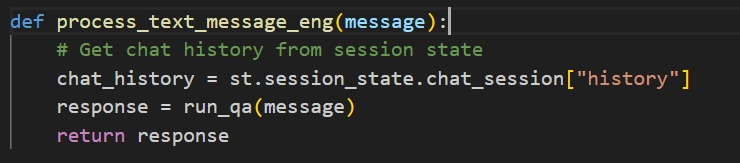 def process_text_message_eng(message):
    # Get chat history from session state
    chat_history = st.session_state.chat_session["history"]
    response = run_qa(message)
    return response